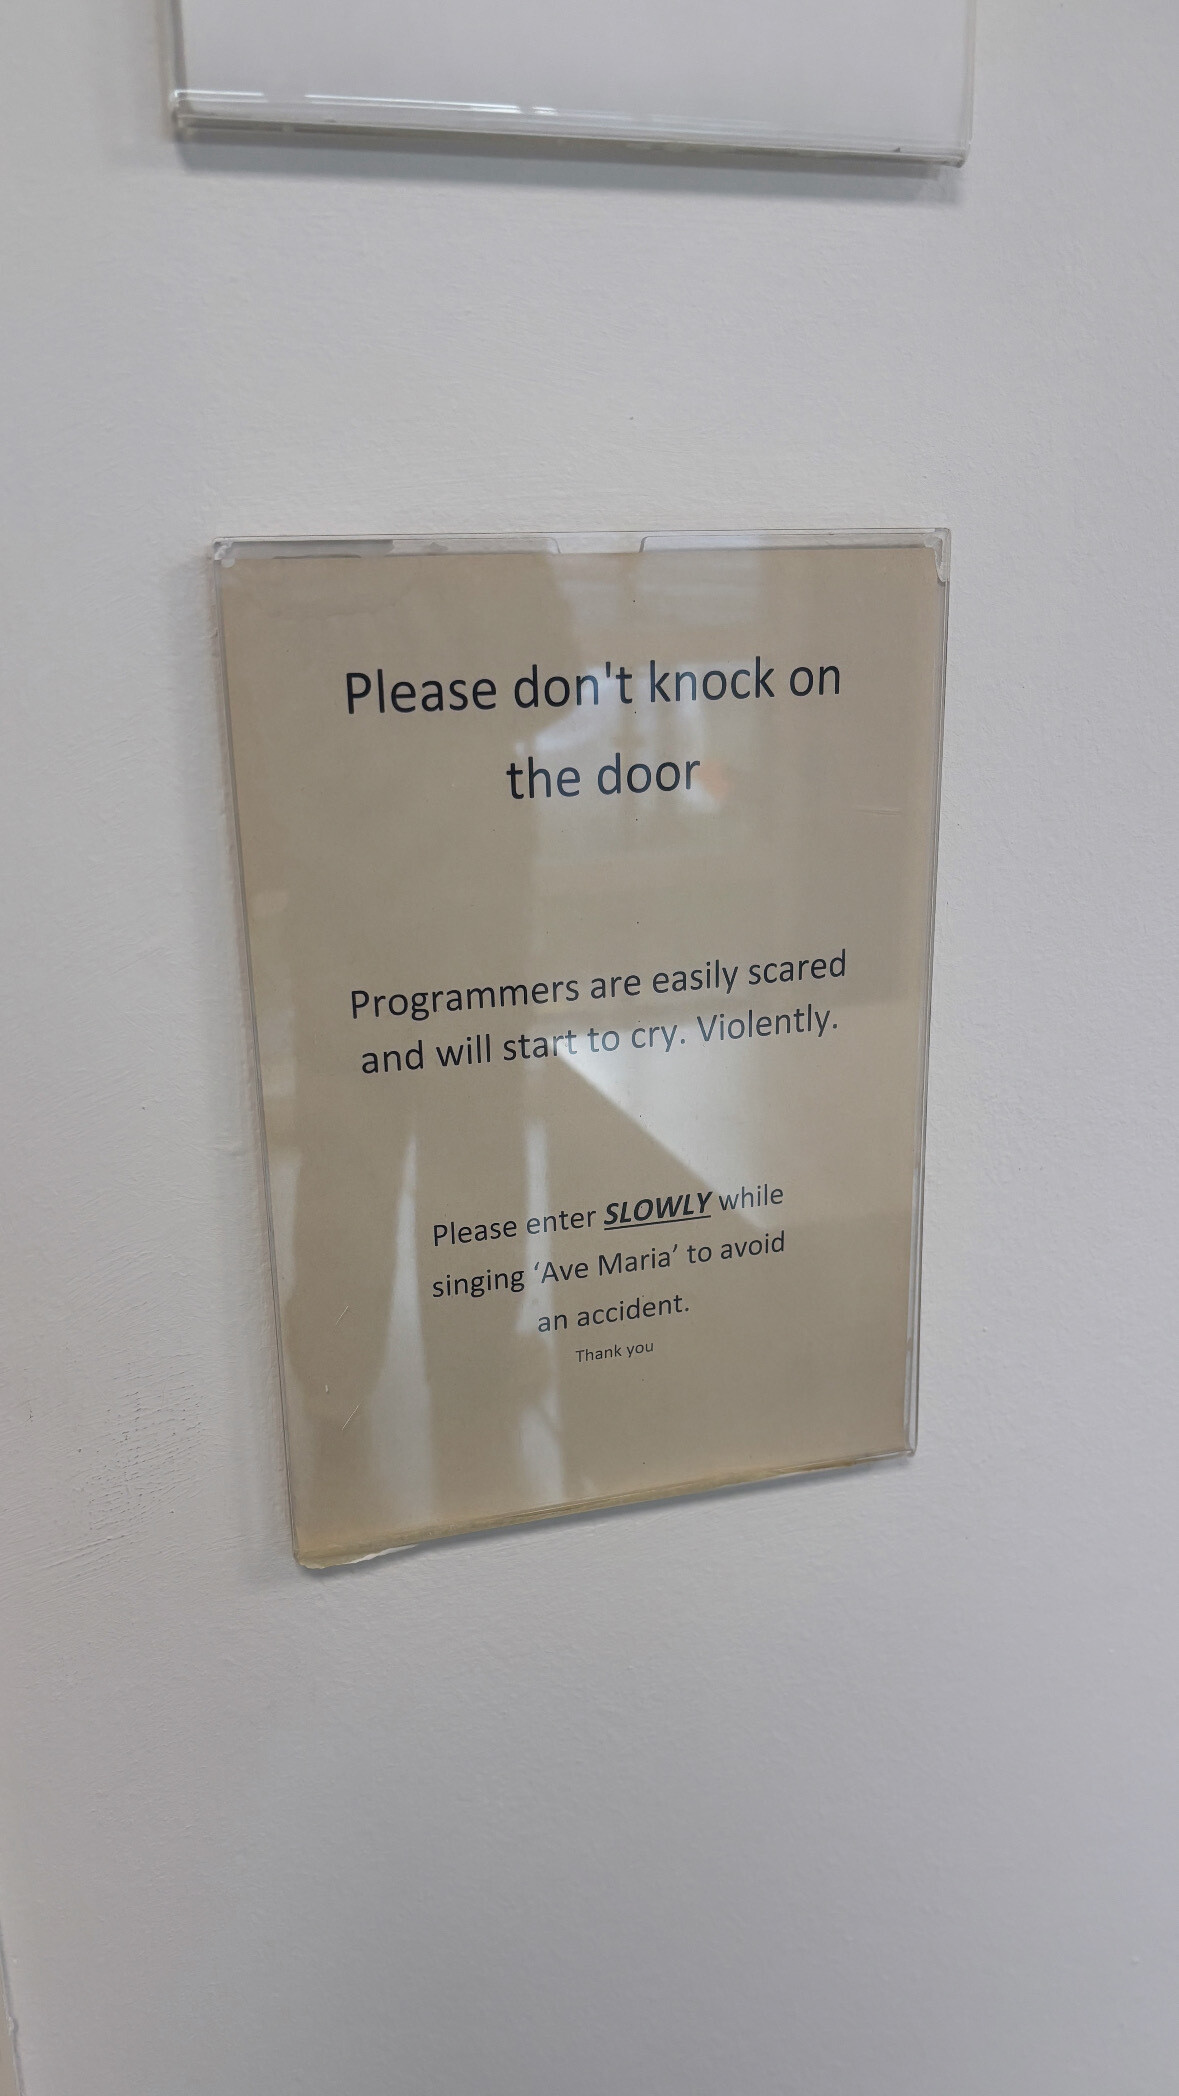 Please don't knock on
the door
Programmers are easily scared
and will start to cry. Violently.
Please enter SLOWLY while
singing ‘Ave Maria’ to avoid
an accident.
Thank you